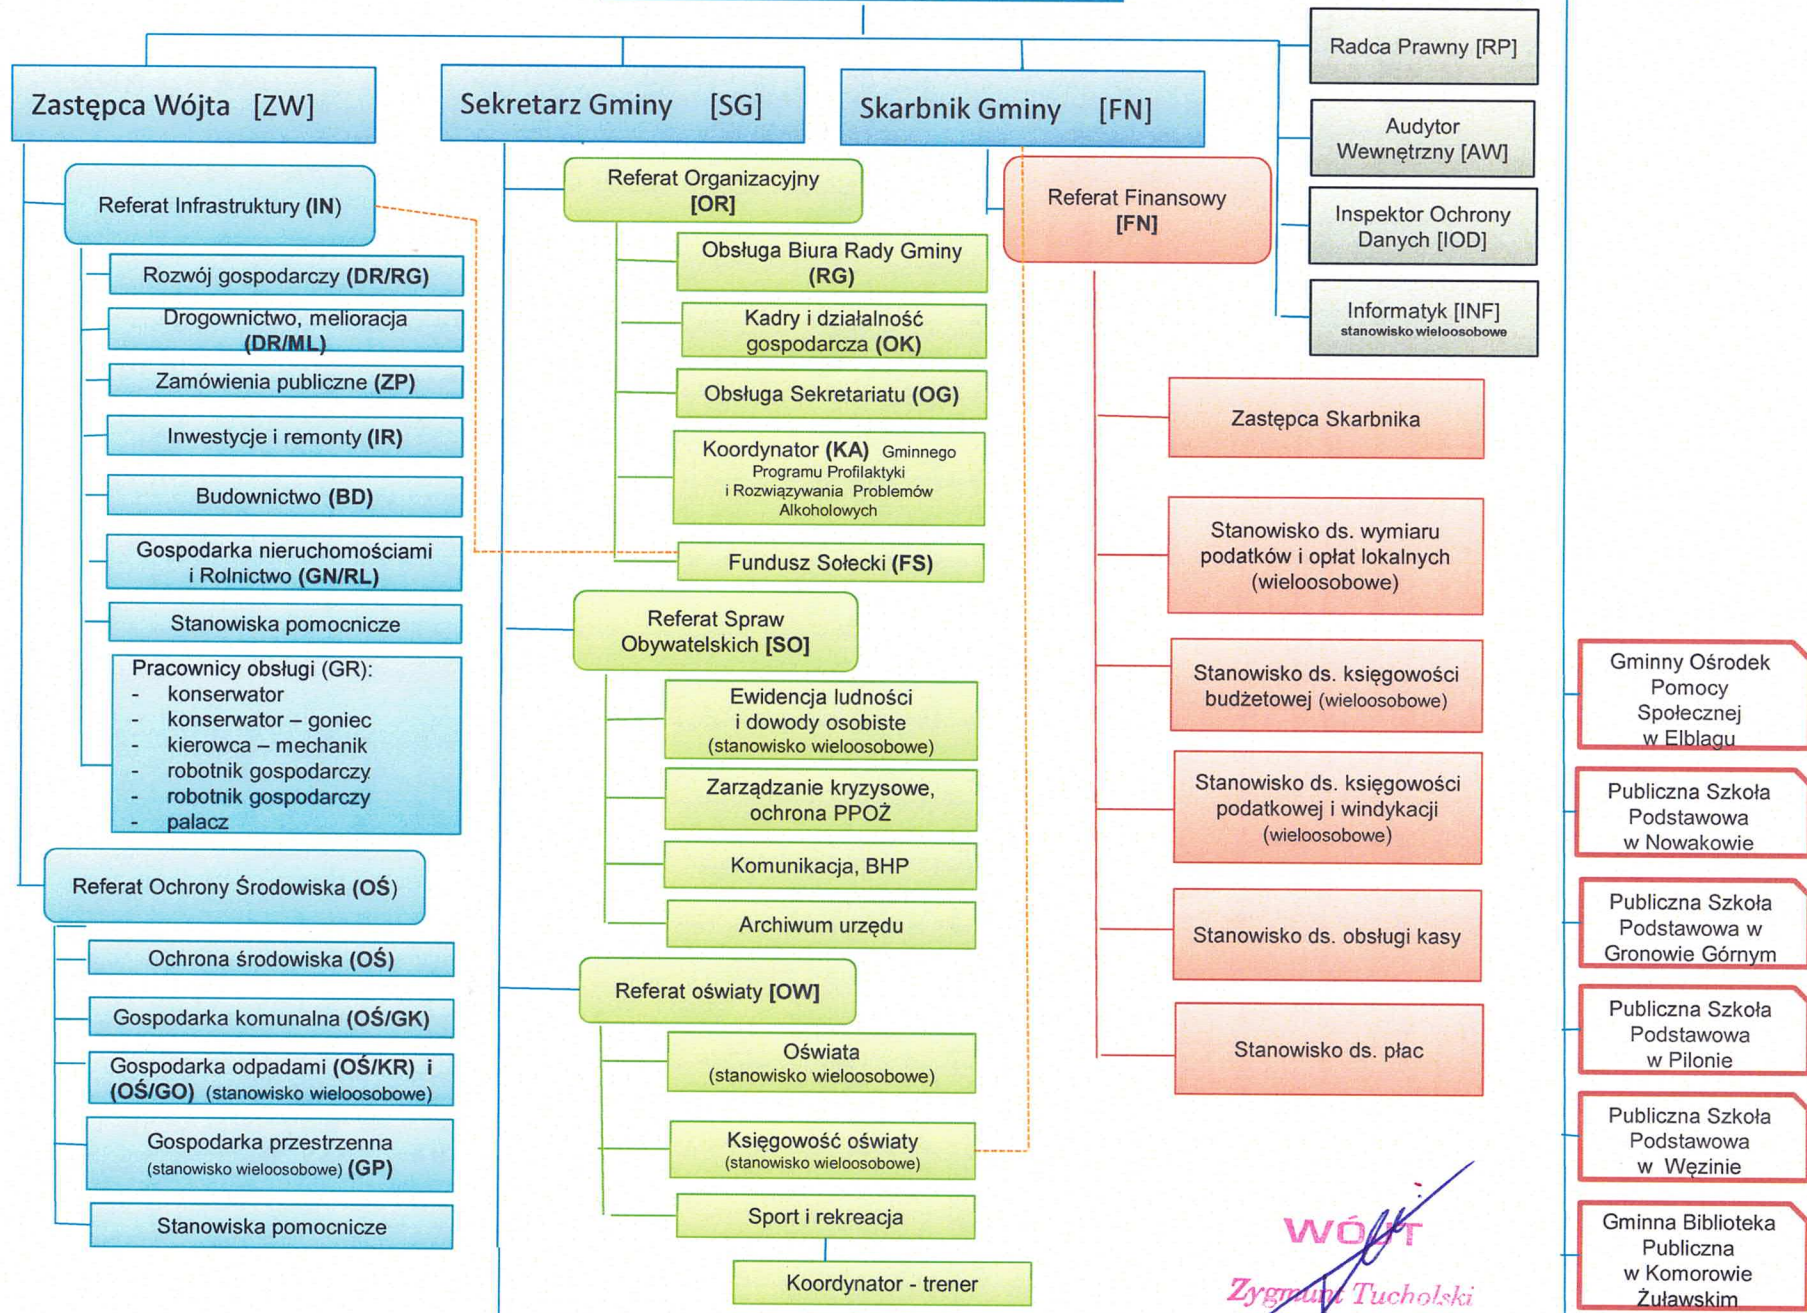 Zastępca Wójta [ZW]
Referat Infrastruktury (IN)
Rozwój gospodarczy (DR/RG)
Drogownictwo, melioracja
(DR/ML)
Zamówienia publiczne (ZP)
Inwestycje i remonty (IR)
Budownictwo (BD)
Gospodarka nieruchomościami
i Rolnictwo (GN/RL)
Stanowiska pomocnicze
Pracownicy obsługi (GR):
- konserwator
- konserwator – goniec
- kierowca – mechanik
- robotnik gospodarczy
- robotnik gospodarczy
- palacz
Referat Ochrony Środowiska (OŚ)
Ochrona środowiska (OŚ)
Gospodarka komunalna (OŚ/GK)
Gospodarka odpadami (OŚ/KR) i
(OŚ/GO) (stanowisko wieloosobowe)
Gospodarka przestrzenna
(stanowisko wieloosobowe) (GP)
Stanowiska pomocnicze
Sekretarz Gminy [SG]
Referat Organizacyjny
[OR]
Obsługa Biura Rady Gminy
(RG)
Kadry i działalność
gospodarcza (OK)
Obsługa Sekretariatu (OG)
Koordynator (KA) Gminnego
Programu Profilaktyki
i Rozwiązywania Problemów
Alkoholowych
Fundusz Sołecki (FS)
Referat Spraw
Obywatelskich [SO]
Ewidencja ludności
i dowody osobiste
(stanowisko wieloosobowe)
Zarządzanie kryzysowe,
ochrona PPOŻ
Komunikacja, BHP
Archiwum urzędu
Referat oświaty [OW]
Oświata
(stanowisko wieloosobowe)
Księgowość oświaty
(stanowisko wieloosobowe)
Sport i rekreacja
Koordynator - trener
Skarbnik Gminy [FN]
Referat Finansowy
[FN]
Zastępca Skarbnika
Stanowisko ds. wymiaru
podatków i opłat lokalnych
(wieloosobowe)
Stanowisko ds. księgowości
budżetowej (wieloosobowe)
Stanowisko ds. księgowości
podatkowej i windykacji
(wieloosobowe)
Stanowisko ds. obsługi kasy
Stanowisko ds. płac
Radca Prawny [RP]
Audytor
Wewnętrzny [AW]
Inspektor Ochrony
Danych [IOD]
Informatyk [INF]
stanowisko wieloosobowe
Gminny Ośrodek
Pomocy
Społecznej
w Elblagu
Publiczna Szkoła
Podstawowa
w Nowakowie
Publiczna Szkoła
Podstawowa w
Gronowie Górnym
Publiczna Szkoła
Podstawowa
w Pilonie
Publiczna Szkoła
Podstawowa
w Węzinie
Gminna Biblioteka
Publiczna
w Komorowie
Żuławskim
WÓJT
Zygmunt Tucholski